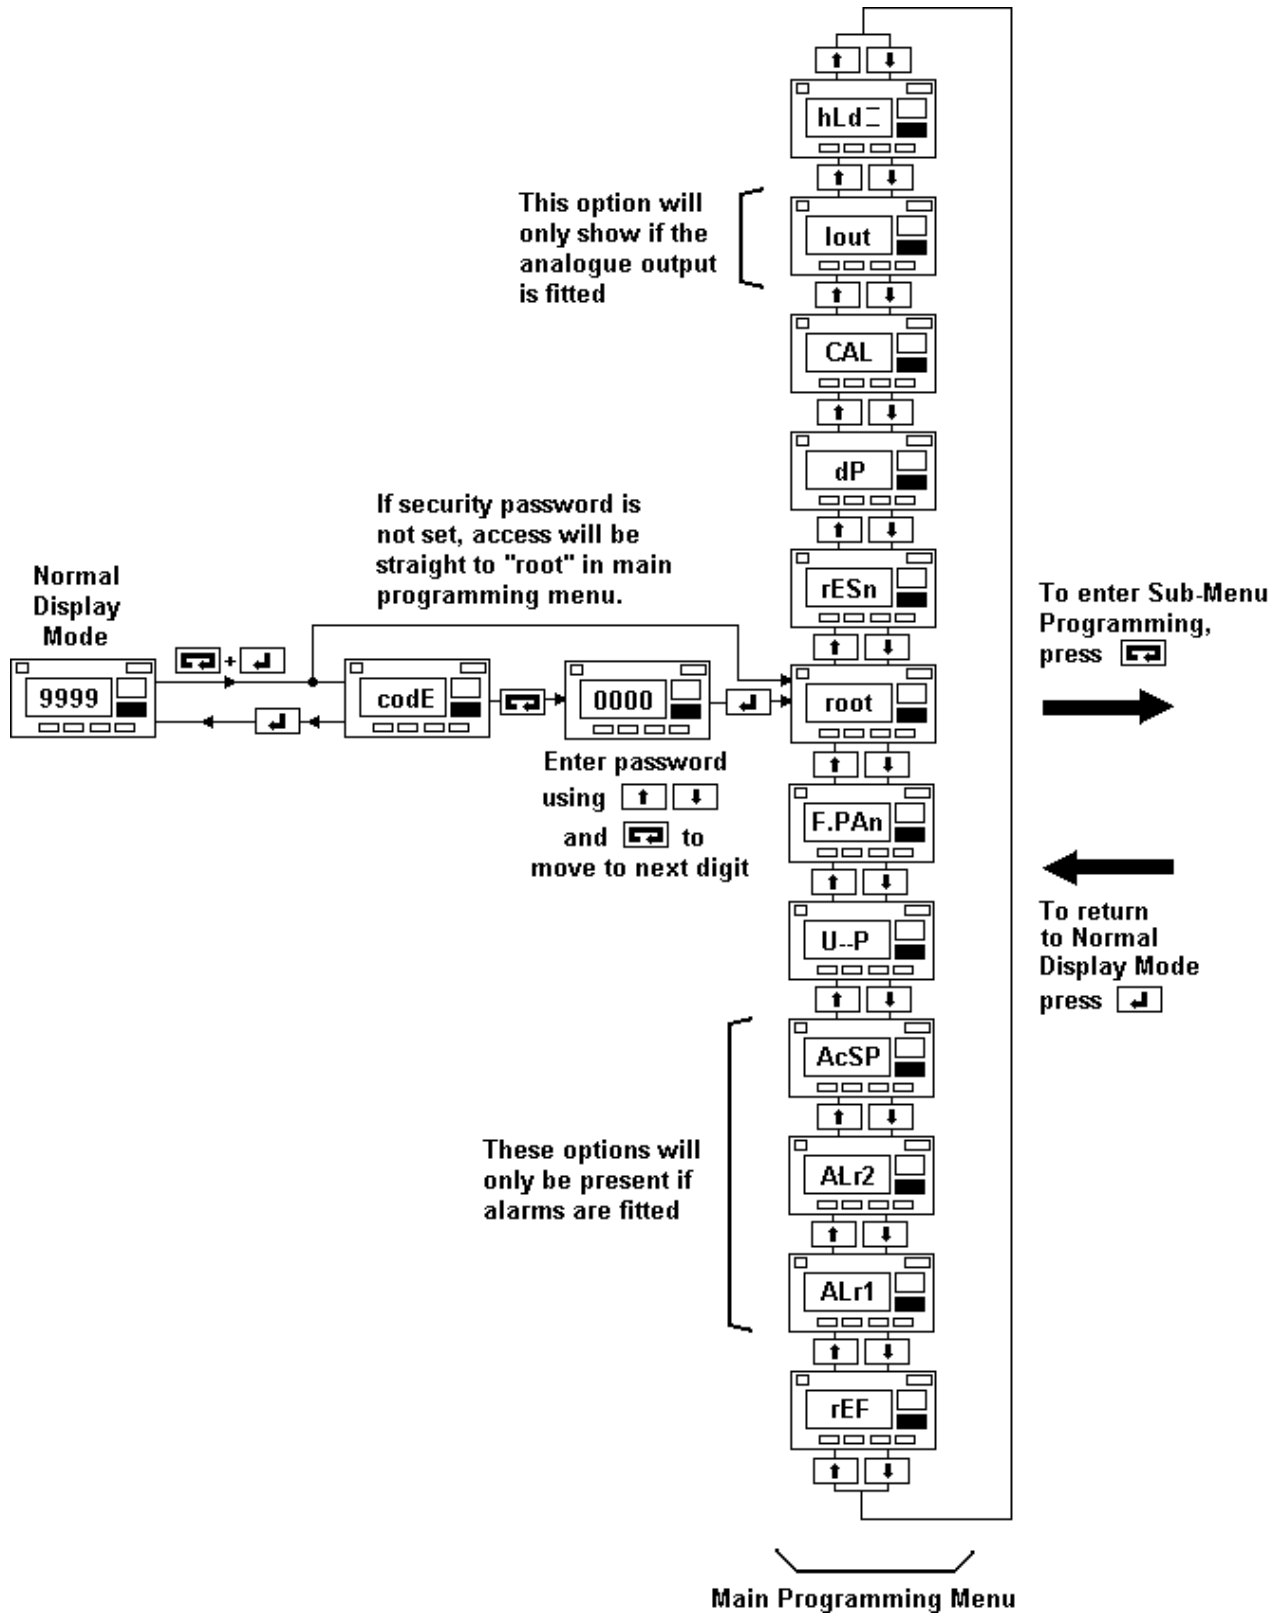 hLd
This option will
only show if the
analogue output
is fitted
Iout
CAL
dP
If security password is
not set, access will be
straight to "root" in main
programming menu.
rESn
Normal
Display
Mode
9999
+
codE
0000
root
To enter Sub-Menu
Programming,
press
Enter password
using
and to
move to next digit
F.PAn
U--P
To return
to Normal
Display Mode
press
AcSP
These options will
only be present if
alarms are fitted
ALr2
ALr1
rEF
Main Programming Menu